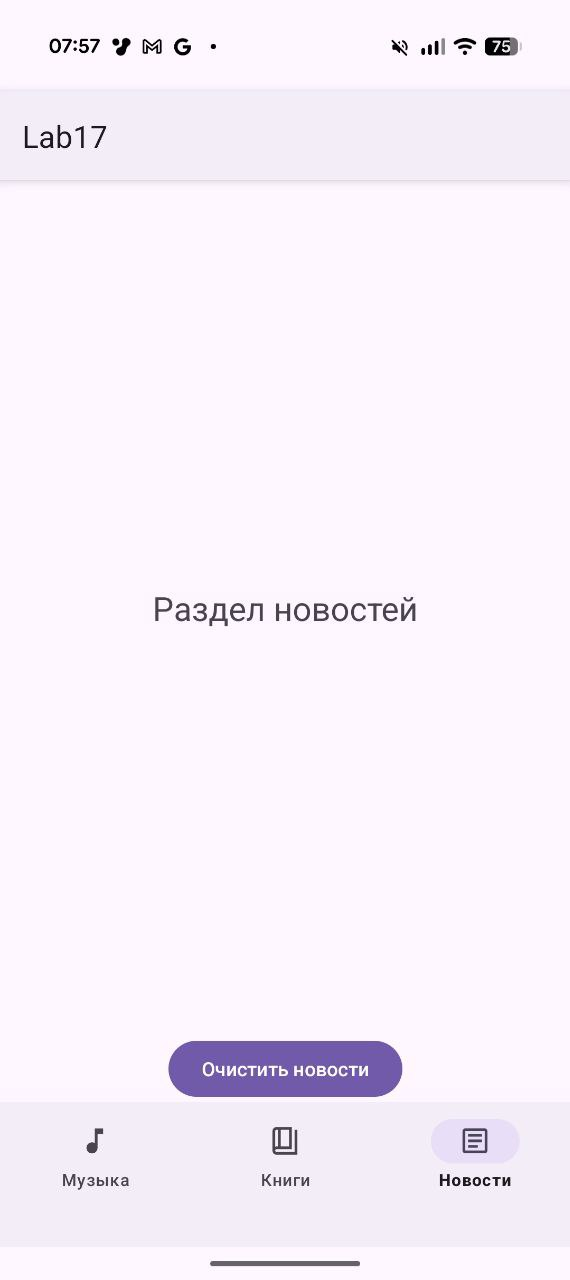 07:57
75
Lab17
Раздел новостей
Очистить новости
Музыка
Книги
Новости